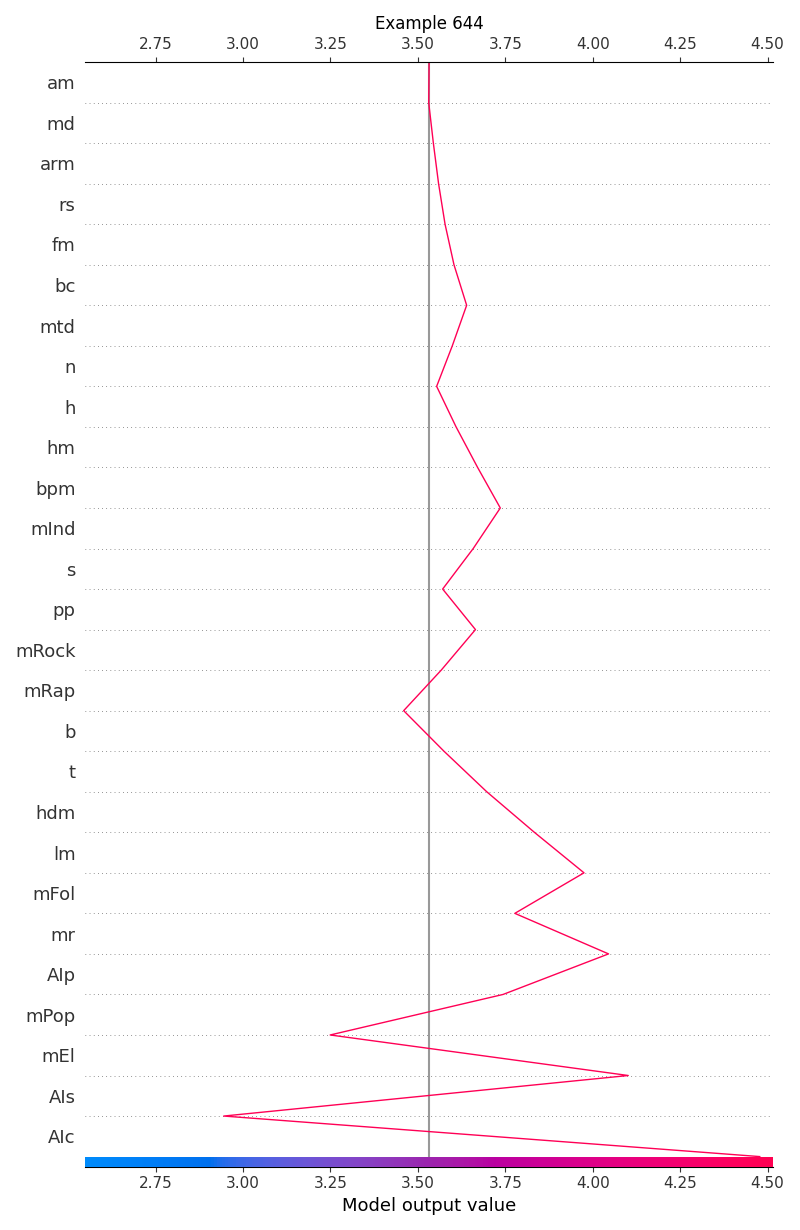 Example 644
2.75 3.00 3.25 3.50 3.75 4.00 4.25 4.50
am
md
arm
rs
fm
bc
mtd
n
h
hm
bpm
mInd
s
pp
mRock
mRap
b
t
hdm
lm
mFol
mr
AIp
mPop
mEl
AIs
AIc
2.75 3.00 3.25 3.50 3.75 4.00 4.25 4.50
Model output value